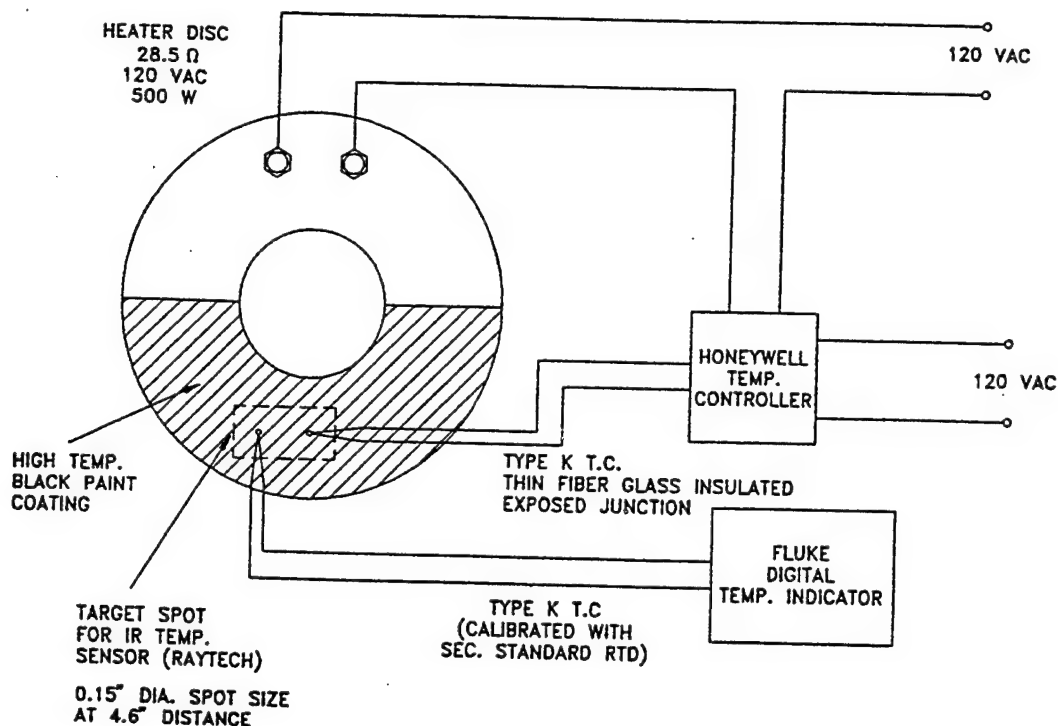 HEATER DISC
28.5 Ω
120 VAC
500 W
120 VAC
HONEYWELL
TEMP.
CONTROLLER
120 VAC
HIGH TEMP.
BLACK PAINT
COATING
TYPE K T.C.
THIN FIBER GLASS INSULATED
EXPOSED JUNCTION
FLUKE
DIGITAL
TEMP. INDICATOR
TARGET SPOT
FOR IR TEMP.
SENSOR (RAYTECH)
0.15" DIA. SPOT SIZE
AT 4.6" DISTANCE
TYPE K T.C
(CALIBRATED WITH
SEC. STANDARD RTD)